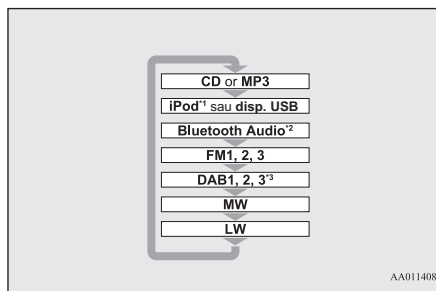 CD or MP3
iPod*1 sau disp. USB
Bluetooth Audio*2
FM1, 2, 3
DAB1, 2, 3*3
MW
LW
AA0114087